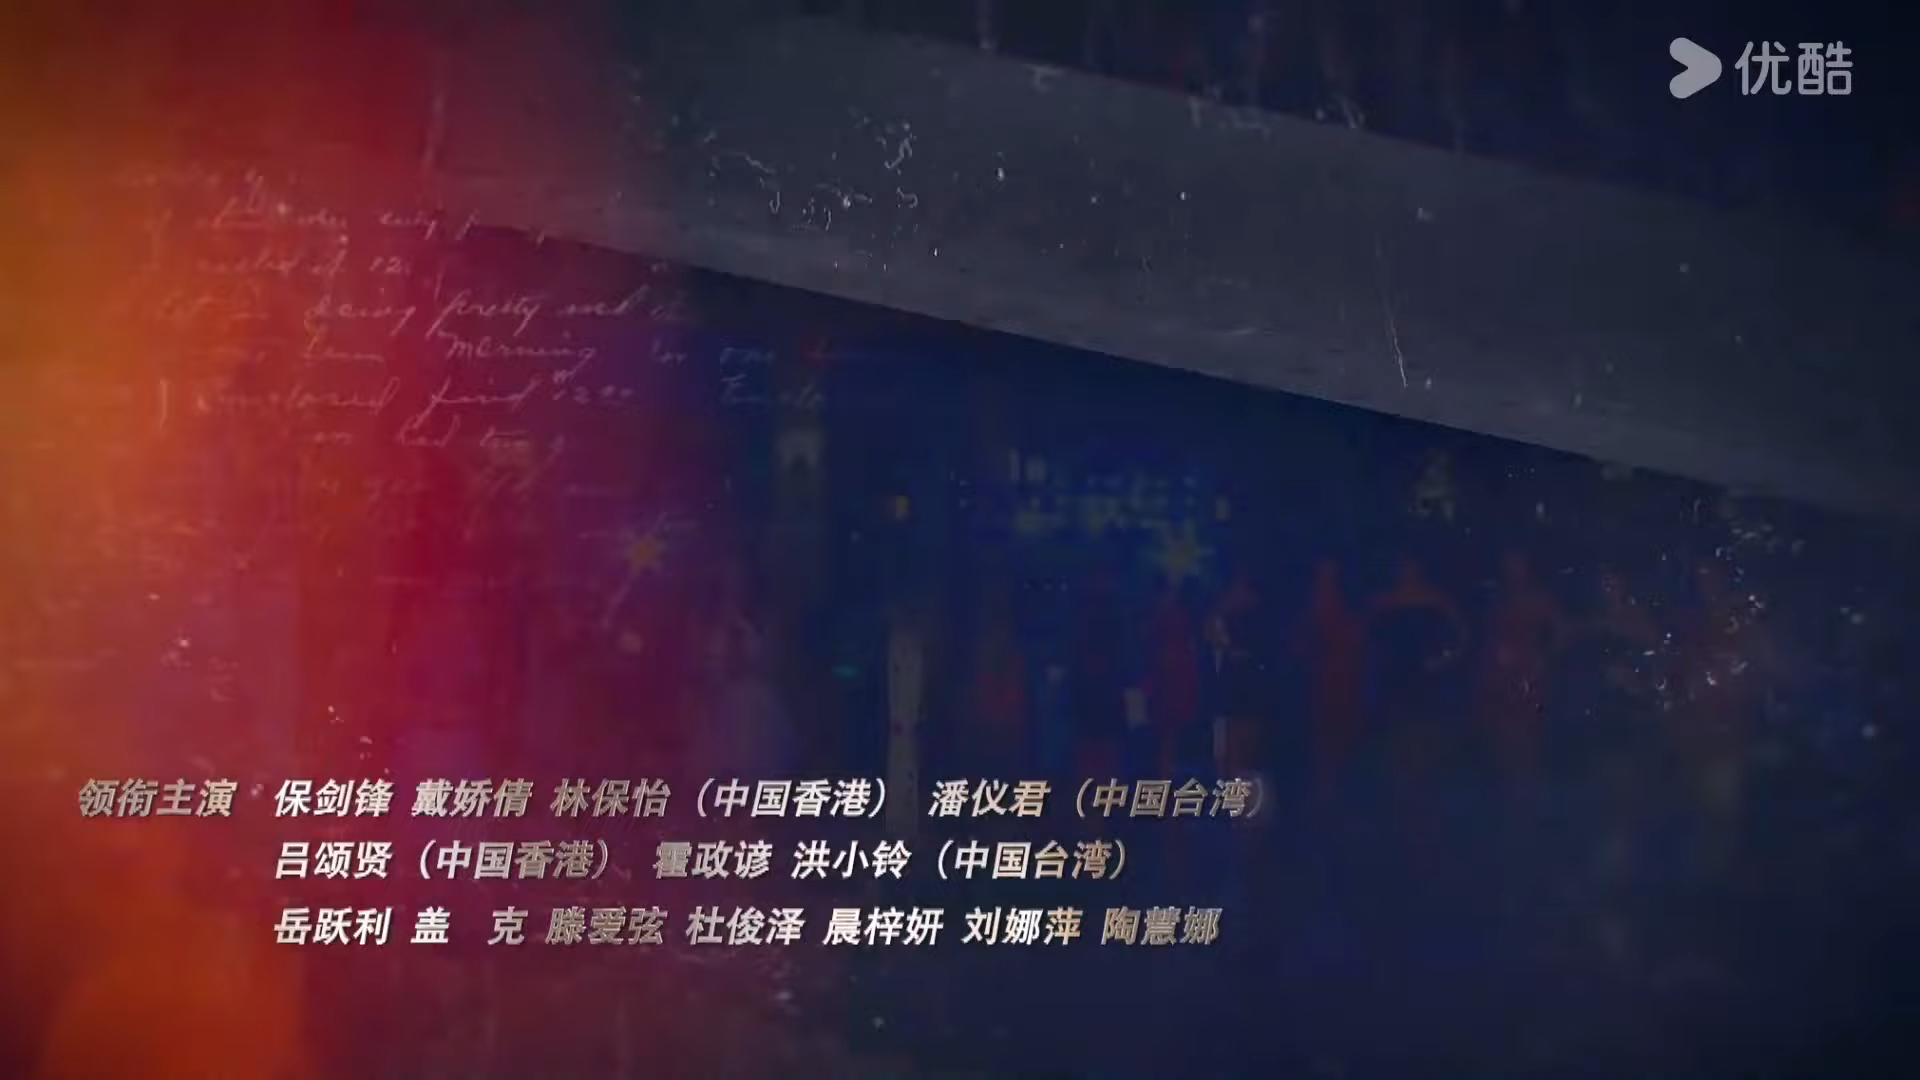 优酷
being pretty
Morning
领衔主演 保剑锋 戴娇倩 林保怡（中国香港） 潘仪君（中国台湾）
吕颂贤（中国香港） 霍政谚 洪小铃（中国台湾）
岳跃利 盖 克 滕爱弦 杜俊泽 晨梓妍 刘娜萍 陶慧娜